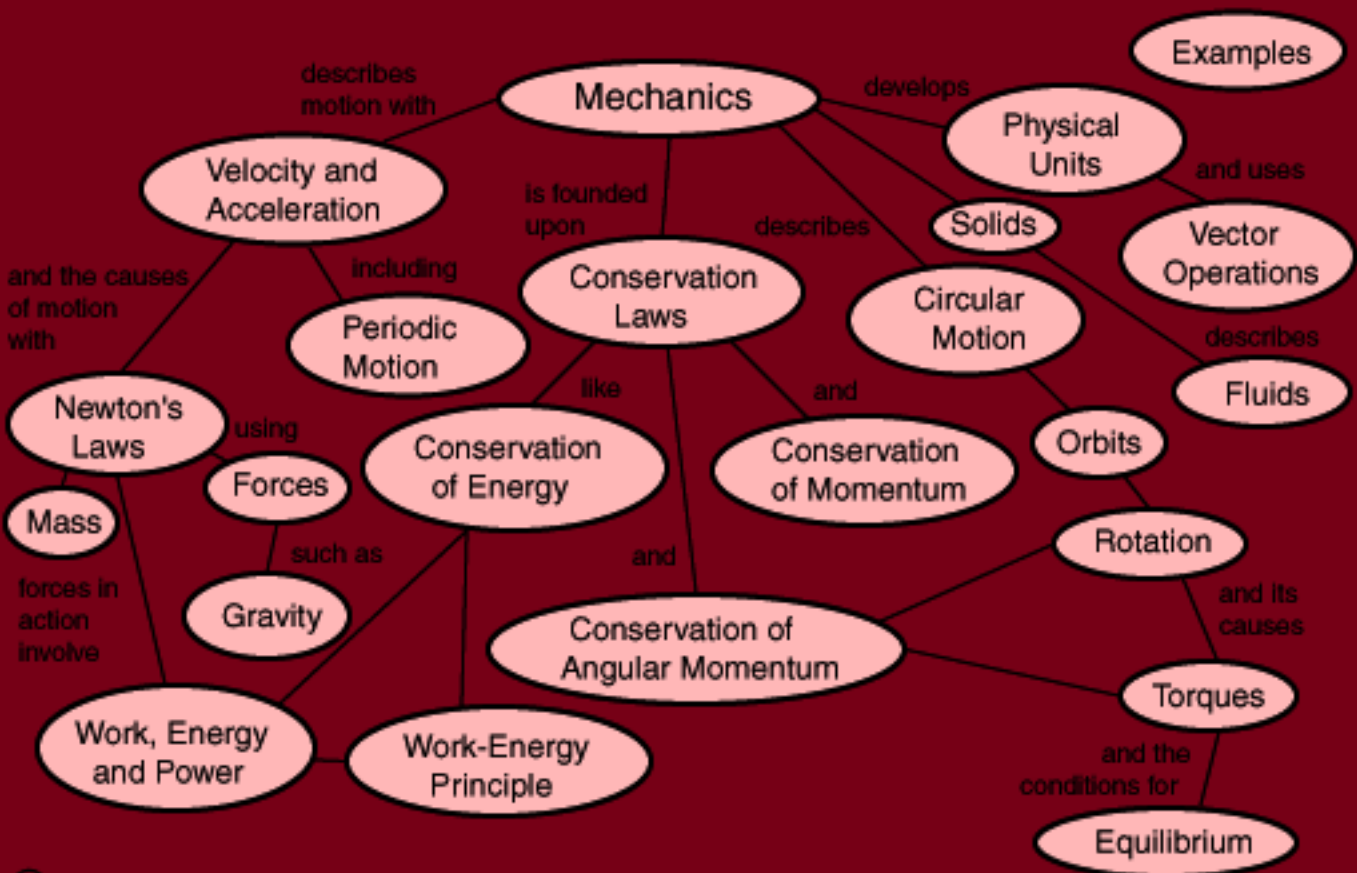 Examples
describes
motion with
Mechanics
develops
Physical
Units
Velocity and
Acceleration
is founded
upon
and uses
describes
Solids
Vector
Operations
and the causes
of motion
with
including
Periodic
Motion
Conservation
Laws
Circular
Motion
describes
Fluids
Newton's
Laws
using
like
and
Forces
Mass
Conservation
of Energy
Conservation
of Momentum
Orbits
Rotation
such as
and
forces in
action
involve
Gravity
Conservation of
Angular Momentum
and its
causes
Torques
Work, Energy
and Power
Work-Energy
Principle
and the
conditions for
Equilibrium